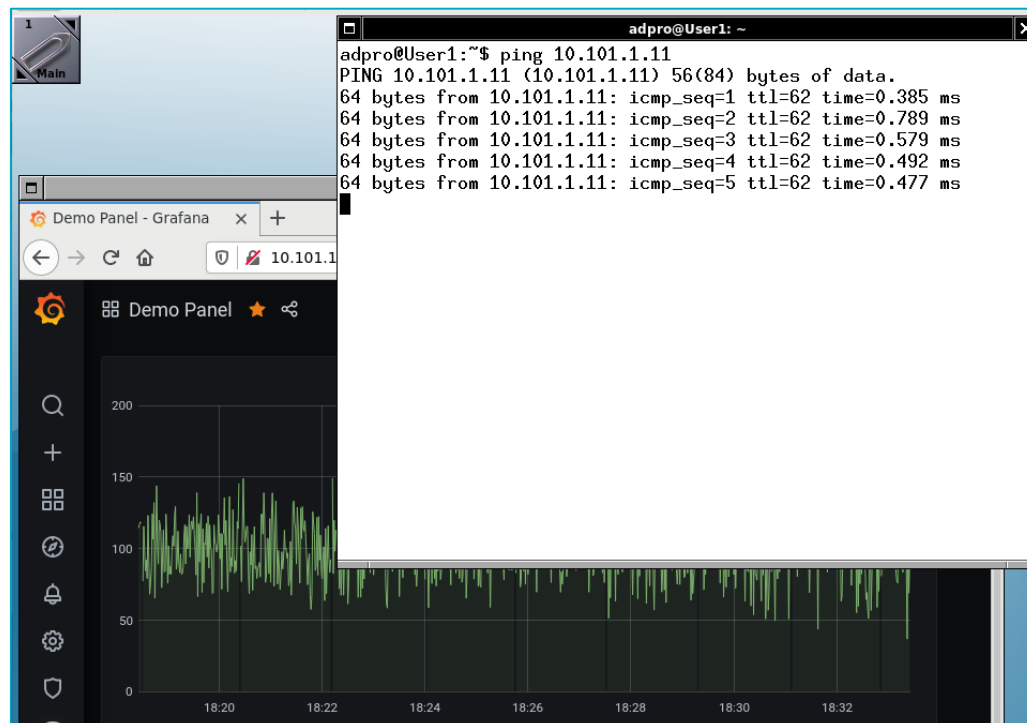 1
Main
adpro@User1: ~
adpro@User1:~$ ping 10.101.1.11
PING 10.101.1.11 (10.101.1.11) 56(84) bytes of data.
64 bytes from 10.101.1.11: icmp_seq=1 ttl=62 time=0.385 ms
64 bytes from 10.101.1.11: icmp_seq=2 ttl=62 time=0.789 ms
64 bytes from 10.101.1.11: icmp_seq=3 ttl=62 time=0.579 ms
64 bytes from 10.101.1.11: icmp_seq=4 ttl=62 time=0.492 ms
64 bytes from 10.101.1.11: icmp_seq=5 ttl=62 time=0.477 ms
Demo Panel - Grafana
10.101.1
Demo Panel
200
150
100
50
0
18:20 18:22 18:24 18:26 18:28 18:30 18:32